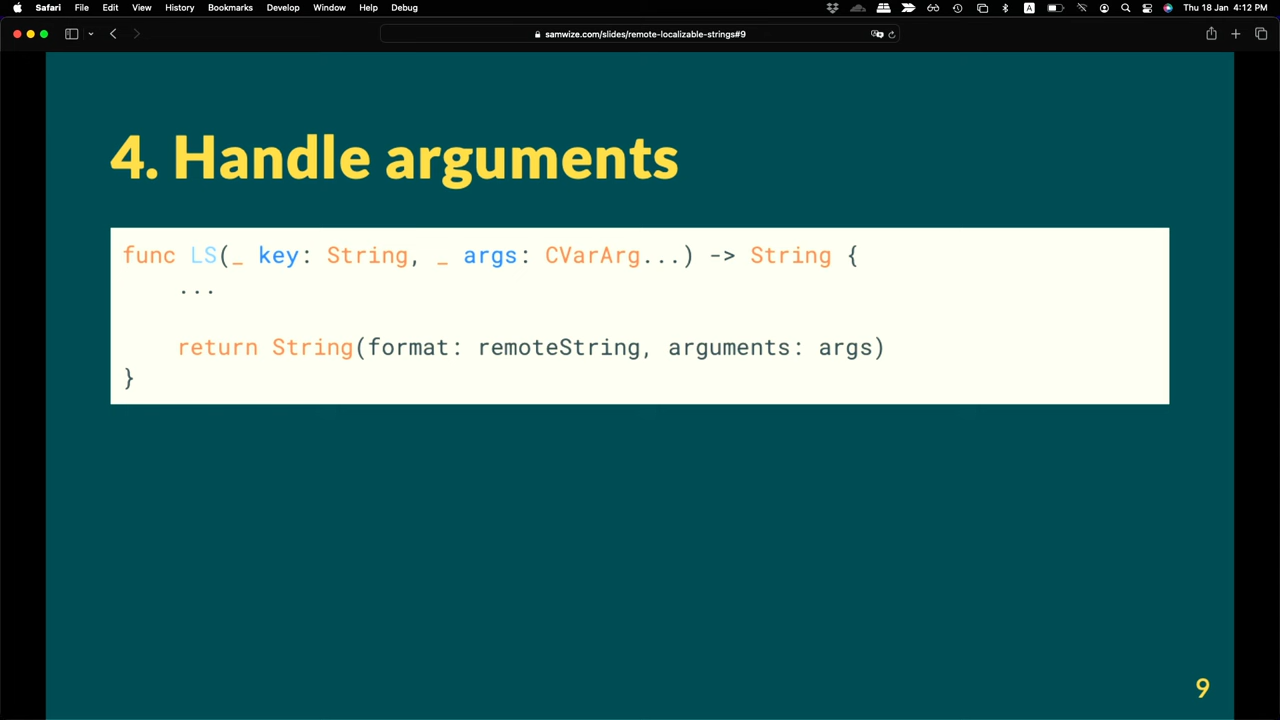 Safari File Edit View History Bookmarks Develop Window Help Debug A Thu 18 Jan 4:12 PM
samwize.com/slides/remote-localizable-strings#9
4. Handle arguments
func LS(_ key: String, _ args: CVarArg...) -> String {
...
return String(format: remoteString, arguments: args)
}
9